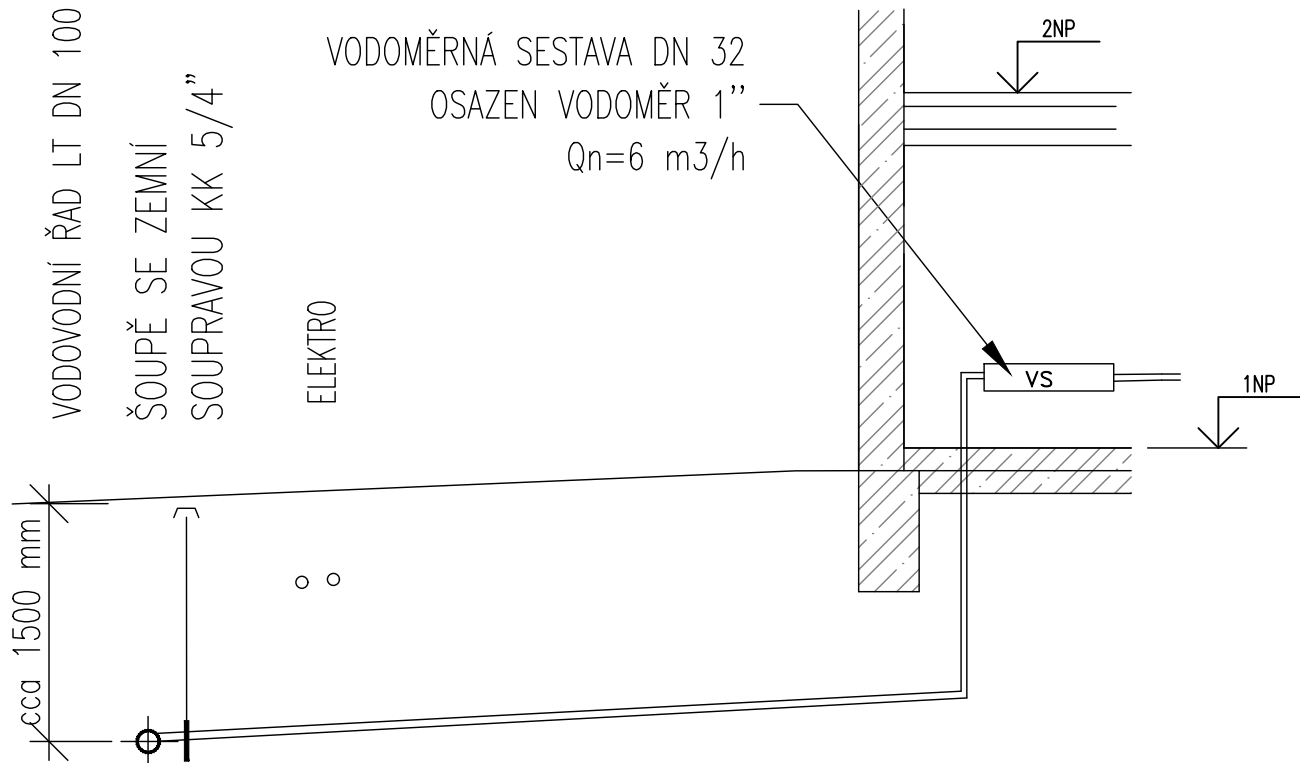 VODOVODNÍ ŘAD LT DN 100
ŠOUPĚ SE ZEMNÍ
SOUPRAVOU KK 5/4”
ELEKTRO
VODOMĚRNÁ SESTAVA DN 32
OSAZEN VODOMĚR 1’’
Qn=6 m3/h
2NP
VS
1NP
cca 1500 mm